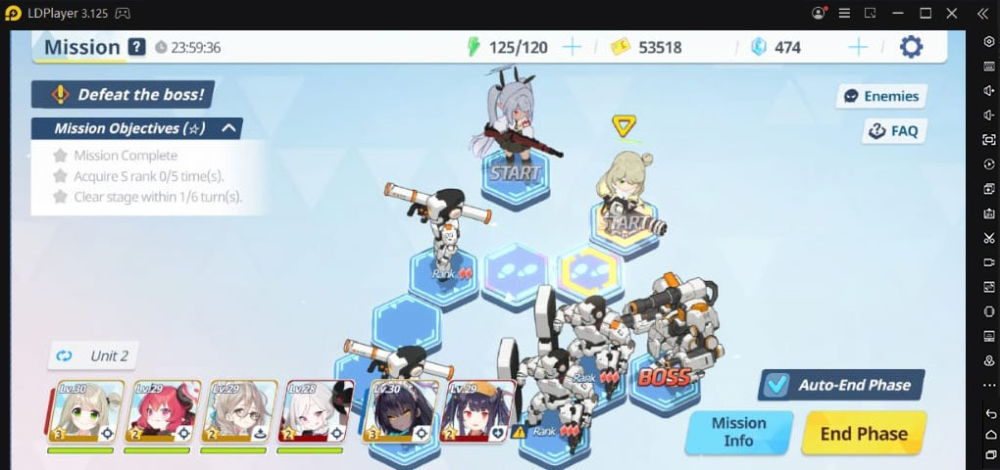 LDPlayer 3.125
Mission ? 23:59:36 125/120 53518 474
Defeat the boss!
Enemies
Mission Objectives (☆)
FAQ
Mission Complete
Acquire S rank 0/5 time(s).
Clear stage within 1/6 turn(s).
START
START
Rank
Rank
BOSS
Rank
Unit 2
Auto-End Phase
Lv.30 Lv.29 Lv.29 Lv.28 Lv.30 Lv.29
3 2 2 2 3 2
Mission
Info
End Phase